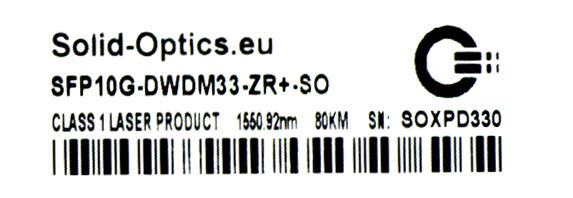 Solid-Optics.eu
SFP10G-DWDM33-ZR+-SO
CLASS 1 LASER PRODUCT 1550.92nm 80KM SN: SOXPD330